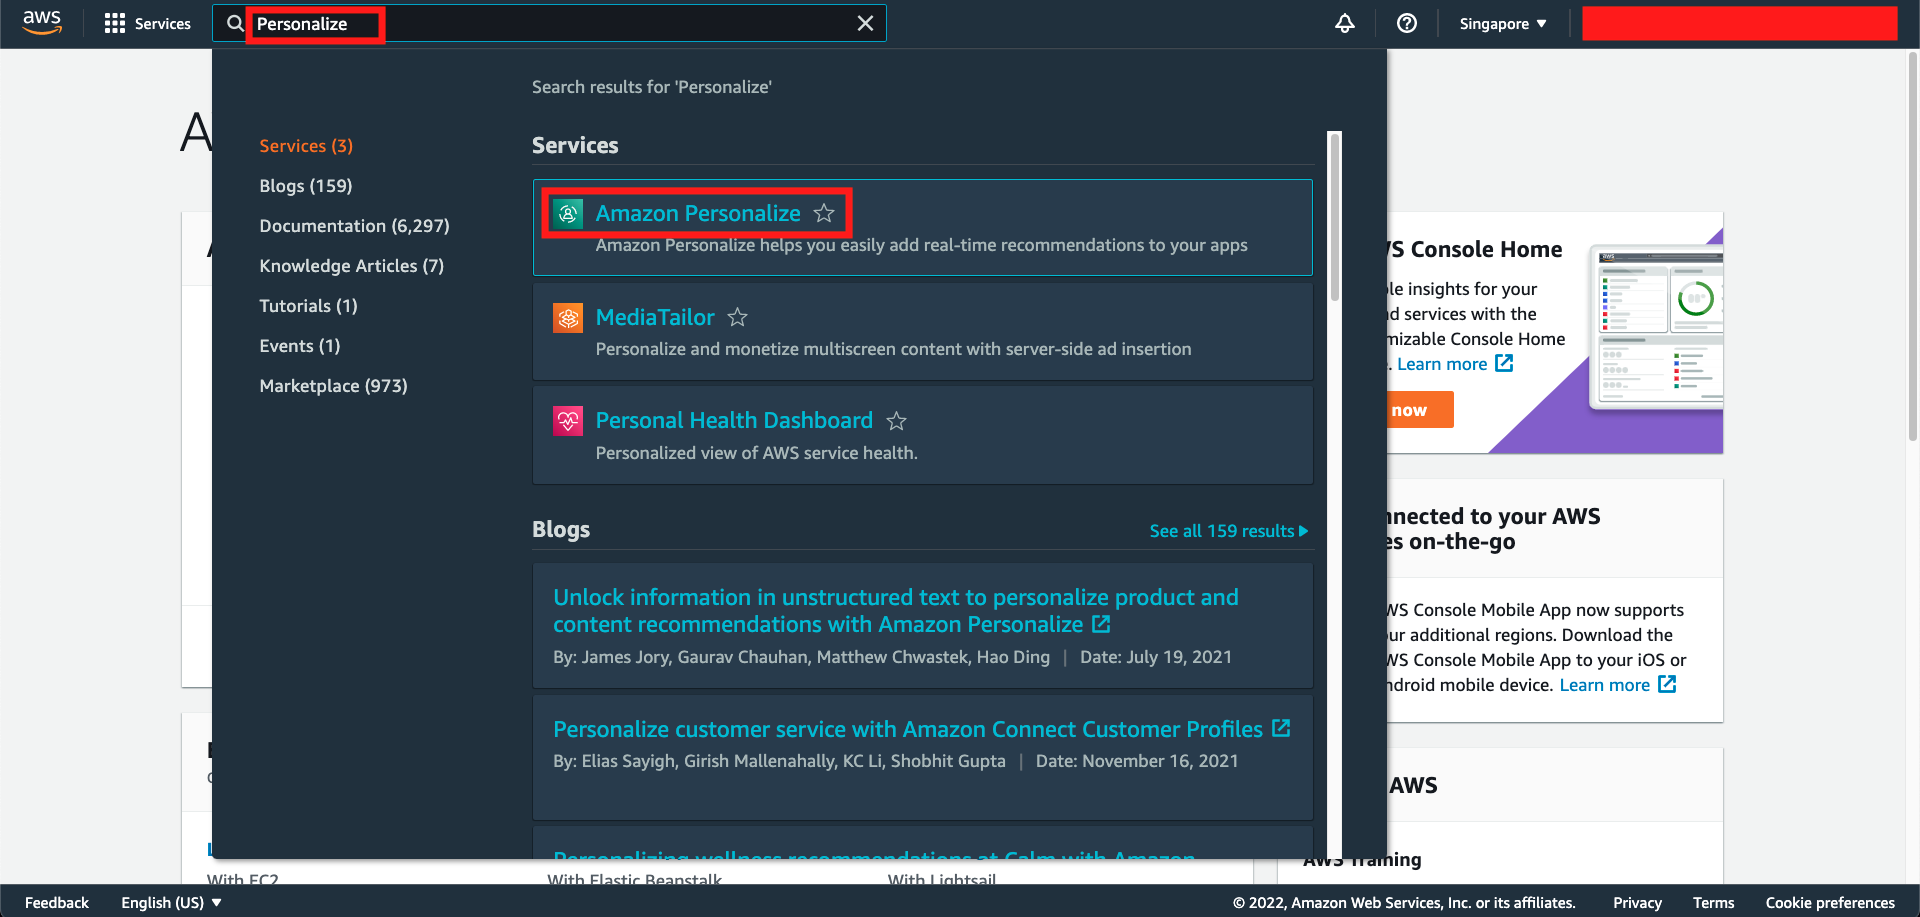 aws
Services
Personalize
Singapore ▼
Search results for 'Personalize'
Services (3)
Blogs (159)
Documentation (6,297)
Knowledge Articles (7)
Tutorials (1)
Events (1)
Marketplace (973)
Services
Amazon Personalize
Amazon Personalize helps you easily add real-time recommendations to your apps
MediaTailor
Personalize and monetize multiscreen content with server-side ad insertion
Personal Health Dashboard
Personalized view of AWS service health.
Blogs
See all 159 results
Unlock information in unstructured text to personalize product and
content recommendations with Amazon Personalize
By: James Jory, Gaurav Chauhan, Matthew Chwastek, Hao Ding | Date: July 19, 2021
Personalize customer service with Amazon Connect Customer Profiles
By: Elias Sayigh, Girish Mallenahally, KC Li, Shobhit Gupta | Date: November 16, 2021
Personalizing wellness recommendations at Calm with Amazon
Console Home
insights for your
services with the
Console Home
Learn more
now
to your AWS
on-the-go
Console Mobile App now supports
additional regions. Download the
Console Mobile App to your iOS or
mobile device. Learn more
AWS
AWS Training
With EC2
With Elastic Beanstalk
With Lightsail
Feedback
English (US) ▼
© 2022, Amazon Web Services, Inc. or its affiliates.
Privacy
Terms
Cookie preferences